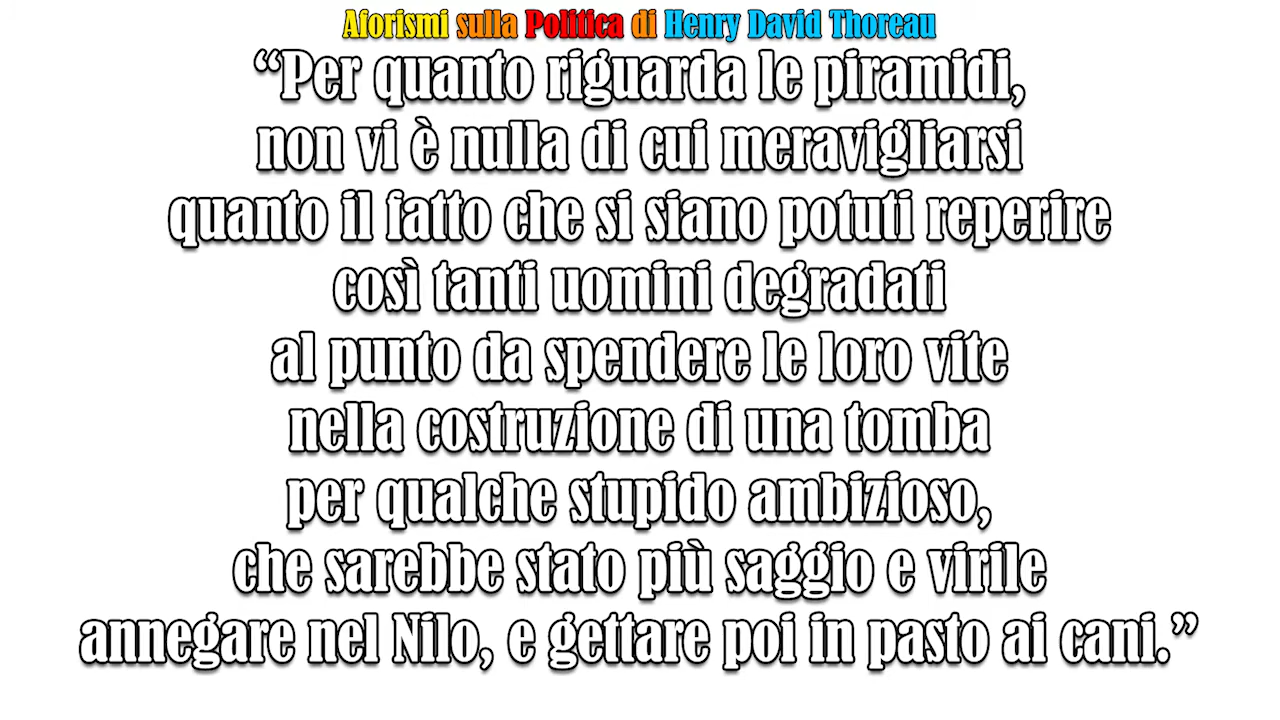 Aforismi sulla Politica di Henry David Thoreau
“Per quanto riguarda le piramidi,
non vi è nulla di cui meravigliarsi
quanto il fatto che si siano potuti reperire
così tanti uomini degradati
al punto da spendere le loro vite
nella costruzione di una tomba
per qualche stupido ambizioso,
che sarebbe stato più saggio e virile
annegare nel Nilo, e gettare poi in pasto ai cani.”